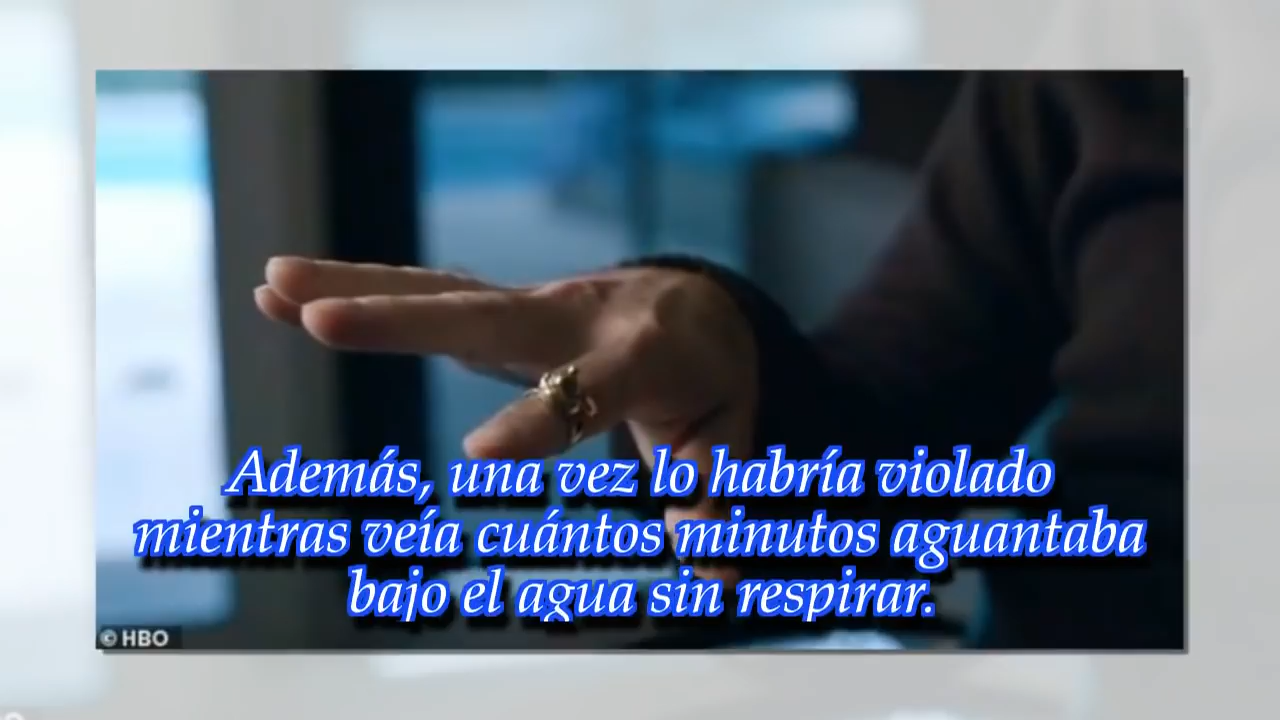 Además, una vez lo habría violado
mientras veía cuántos minutos aguantaba
bajo el agua sin respirar.
© HBO